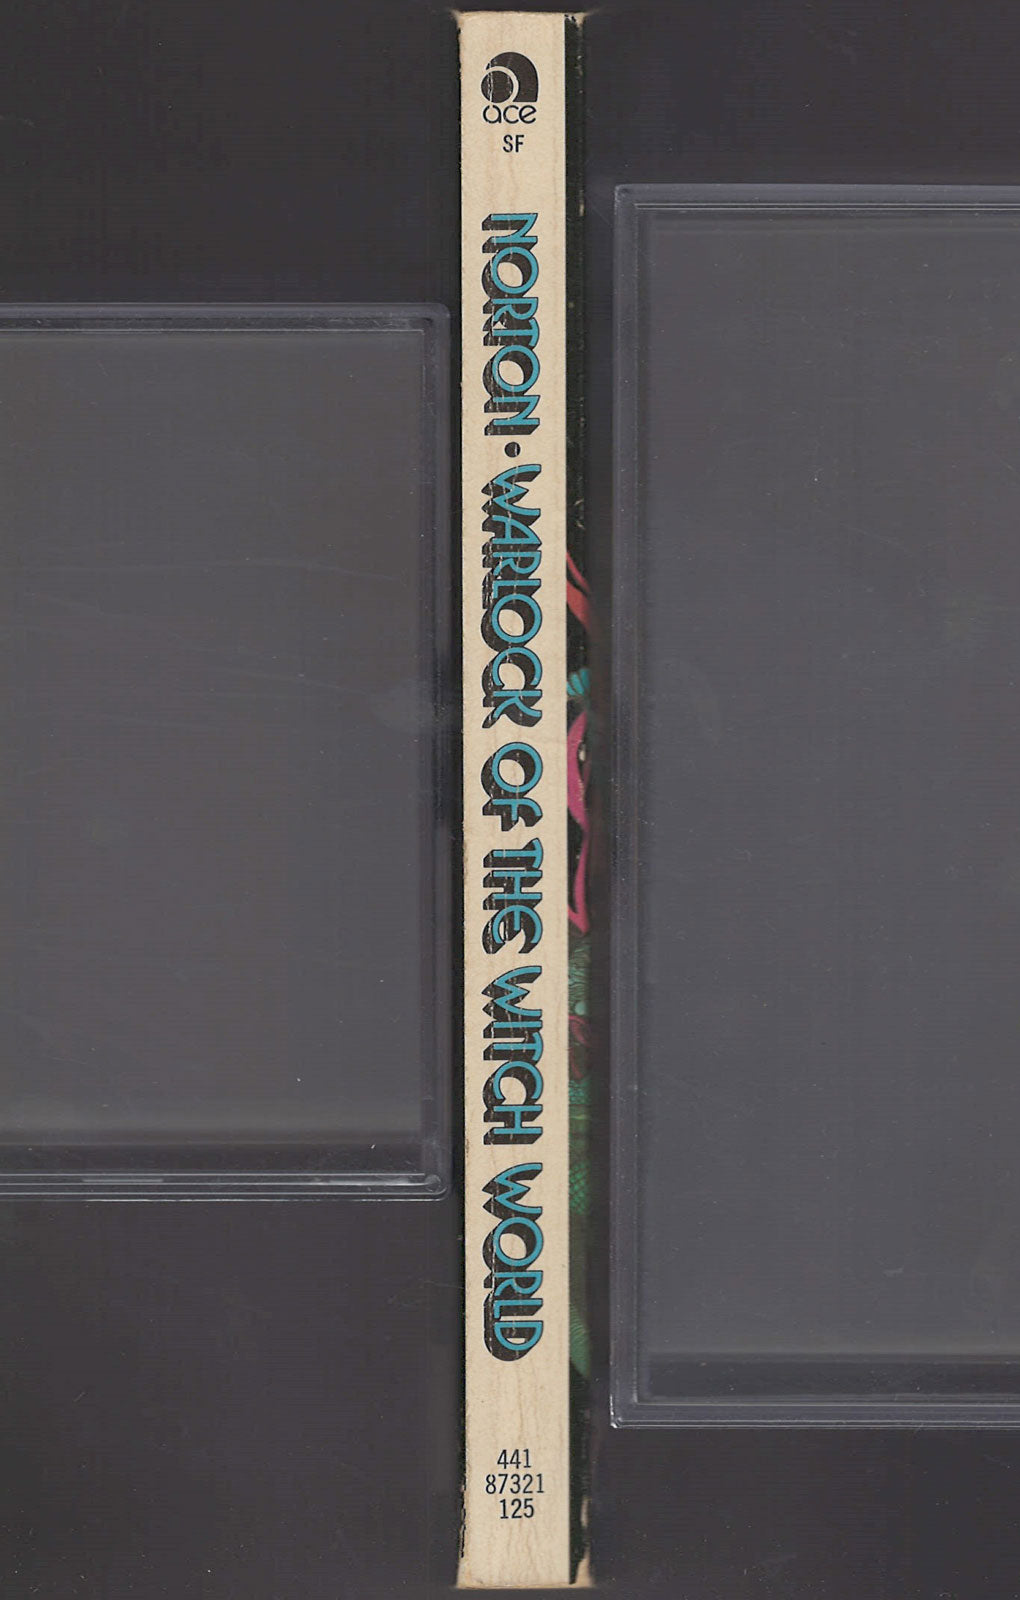 ace
SF
NORTON • WARLOCK OF THE WITCH WORLD
441
87321
125